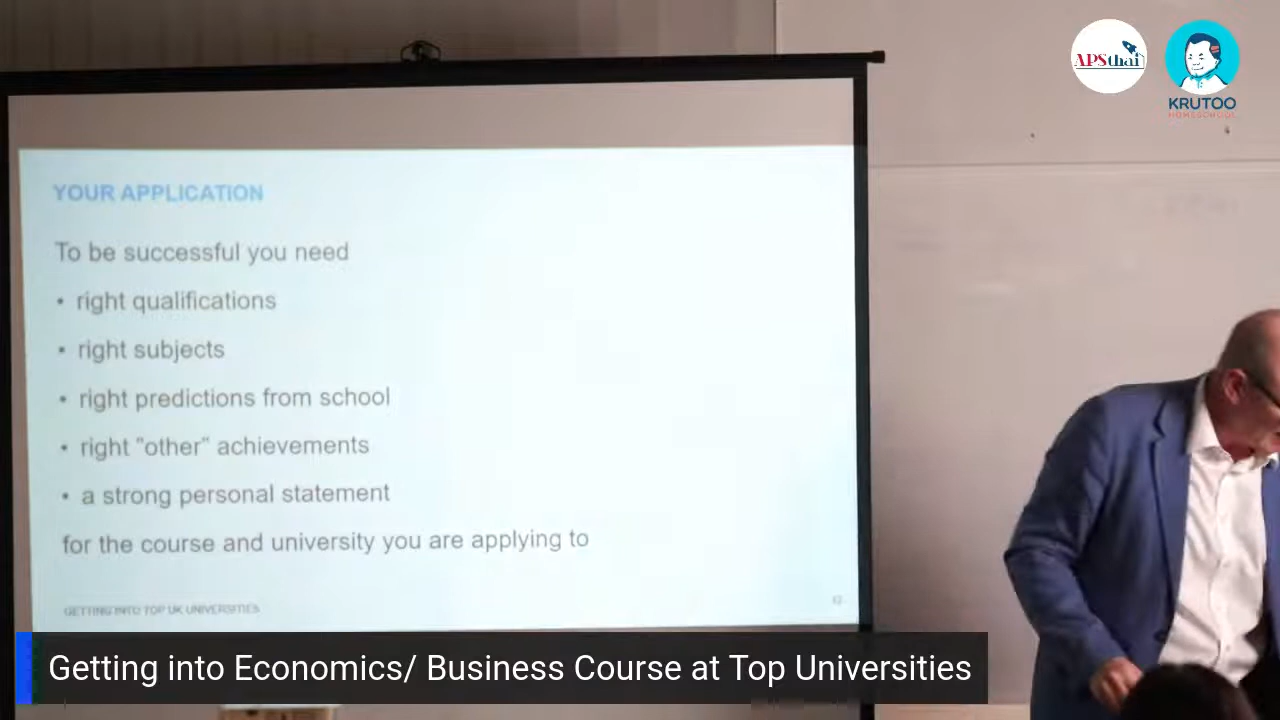 APSthai
KRUTOO
HOMESCHOOL
YOUR APPLICATION
To be successful you need
• right qualifications
• right subjects
• right predictions from school
• right "other" achievements
• a strong personal statement
for the course and university you are applying to
GETTING INTO TOP UK UNIVERSITIES
Getting into Economics/ Business Course at Top Universities